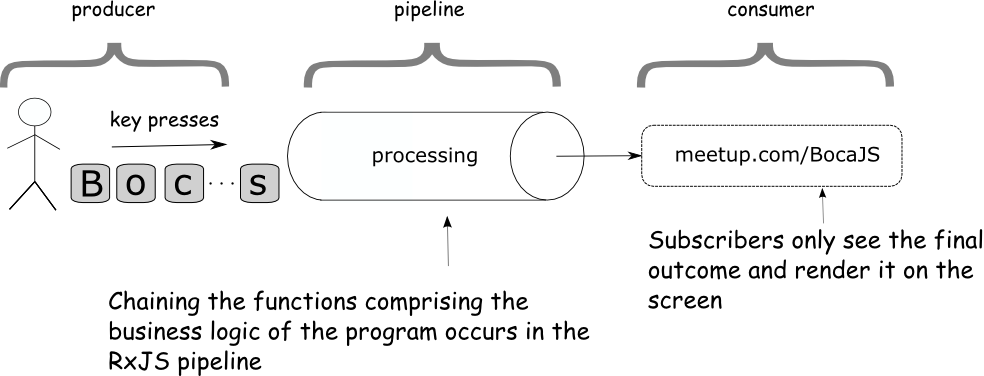 producer
pipeline
consumer
key presses
B o c ... s
processing
meetup.com/BocaJS
Subscribers only see the final
outcome and render it on the
screen
Chaining the functions comprising the
business logic of the program occurs in the
RxJS pipeline